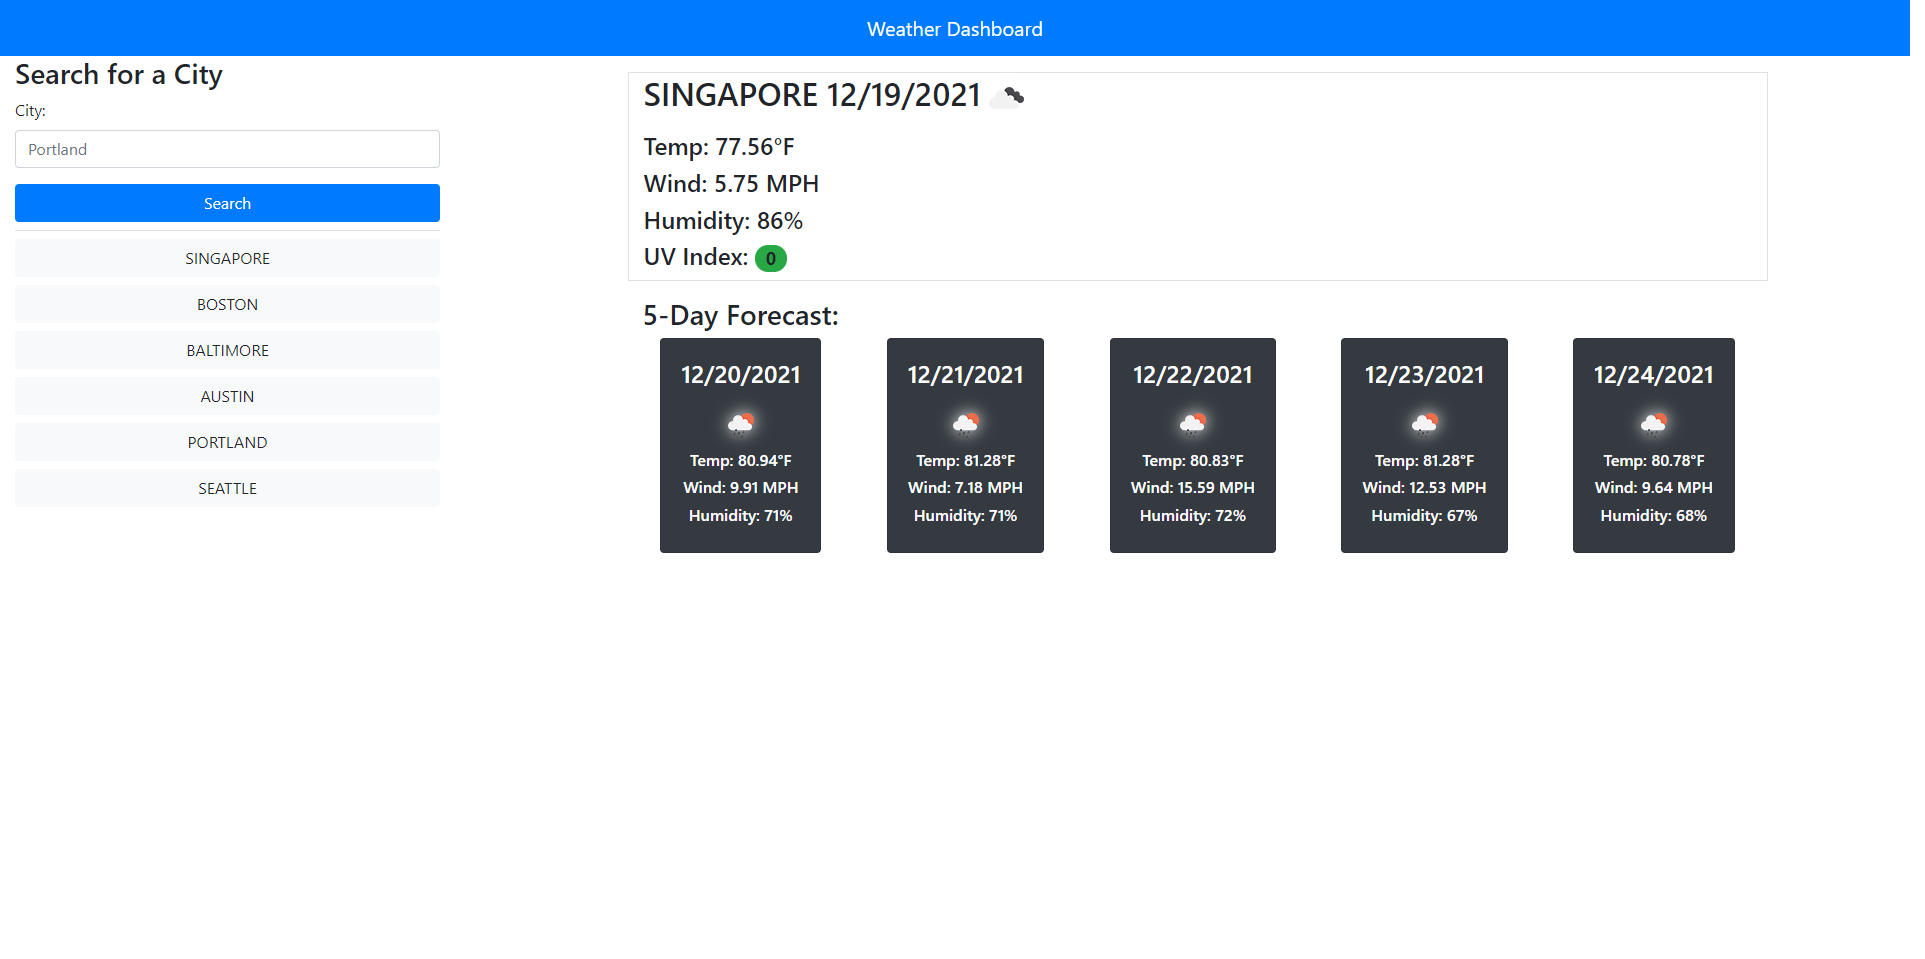 Weather Dashboard
Search for a City
City:
Portland
Search
SINGAPORE
BOSTON
BALTIMORE
AUSTIN
PORTLAND
SEATTLE
SINGAPORE 12/19/2021
Temp: 77.56°F
Wind: 5.75 MPH
Humidity: 86%
UV Index: 0
5-Day Forecast:
12/20/2021
Temp: 80.94°F
Wind: 9.91 MPH
Humidity: 71%
12/21/2021
Temp: 81.28°F
Wind: 7.18 MPH
Humidity: 71%
12/22/2021
Temp: 80.83°F
Wind: 15.59 MPH
Humidity: 72%
12/23/2021
Temp: 81.28°F
Wind: 12.53 MPH
Humidity: 67%
12/24/2021
Temp: 80.78°F
Wind: 9.64 MPH
Humidity: 68%